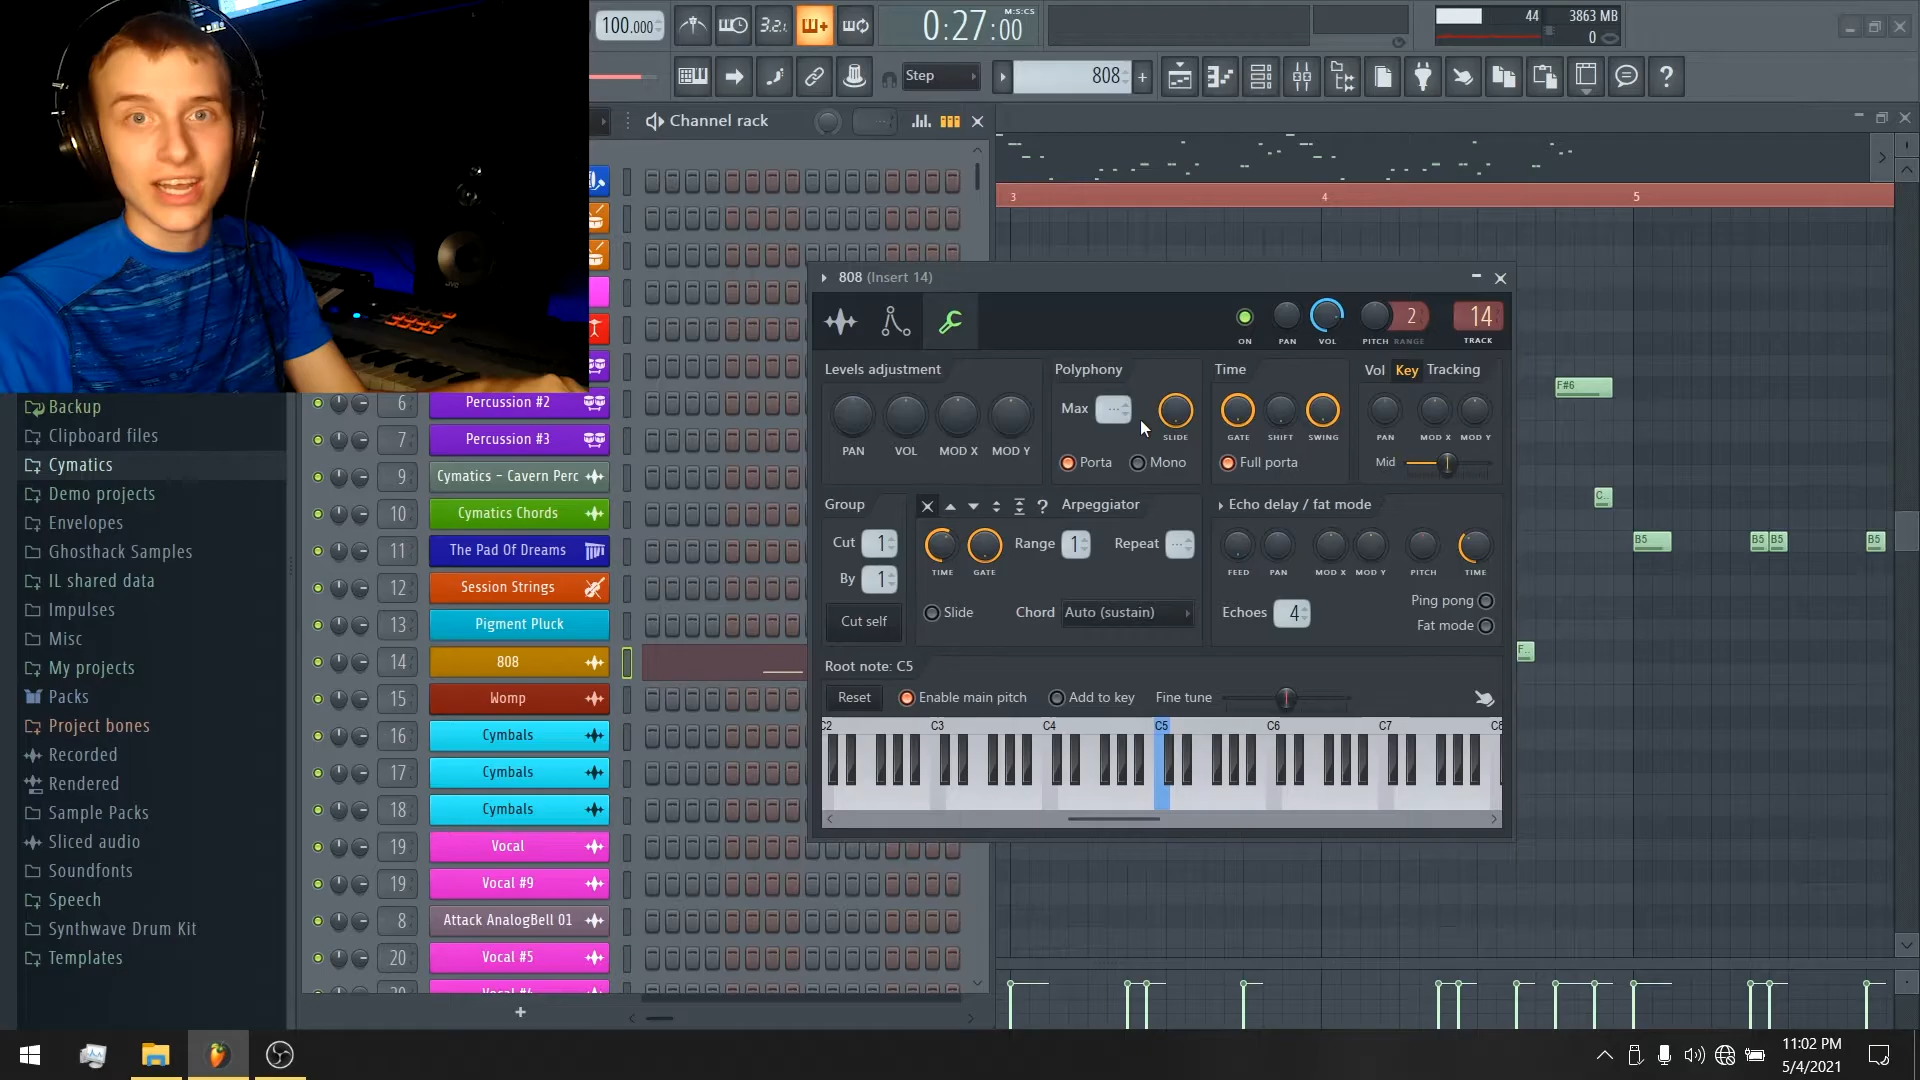 100.000
3.2.
0:27:00
M:S:CS
44
3863 MB
0
Step
808
Channel rack
3
4
5
808 (Insert 14)
ON
PAN
VOL
PITCH
RANGE
2
14
TRACK
Levels adjustment
PAN
VOL
MOD X
MOD Y
Polyphony
Max
SLIDE
Porta
Mono
Time
GATE
SHIFT
SWING
Full porta
Vol
Key
Tracking
PAN
MOD X
MOD Y
Mid
Group
Cut
1
By
1
Cut self
Arpeggiator
TIME
GATE
Range
1
Repeat
Slide
Chord
Auto (sustain)
Echo delay / fat mode
FEED
PAN
MOD X
MOD Y
PITCH
TIME
Echoes
4
Ping pong
Fat mode
Root note: C5
Reset
Enable main pitch
Add to key
Fine tune
C3
C4
C5
C6
C7
F#6
C..
B5
B5
B5
B5
F..
Backup
Clipboard files
Cymatics
Demo projects
Envelopes
Ghosthack Samples
IL shared data
Impulses
Misc
My projects
Packs
Project bones
Recorded
Rendered
Sample Packs
Sliced audio
Soundfonts
Speech
Synthwave Drum Kit
Templates
6
Percussion #2
7
Percussion #3
9
Cymatics - Cavern Perc
10
Cymatics Chords
11
The Pad Of Dreams
12
Session Strings
13
Pigment Pluck
14
808
15
Womp
16
Cymbals
17
Cymbals
18
Cymbals
19
Vocal
19
Vocal #9
8
Attack AnalogBell 01
20
Vocal #5
11:02 PM
5/4/2021